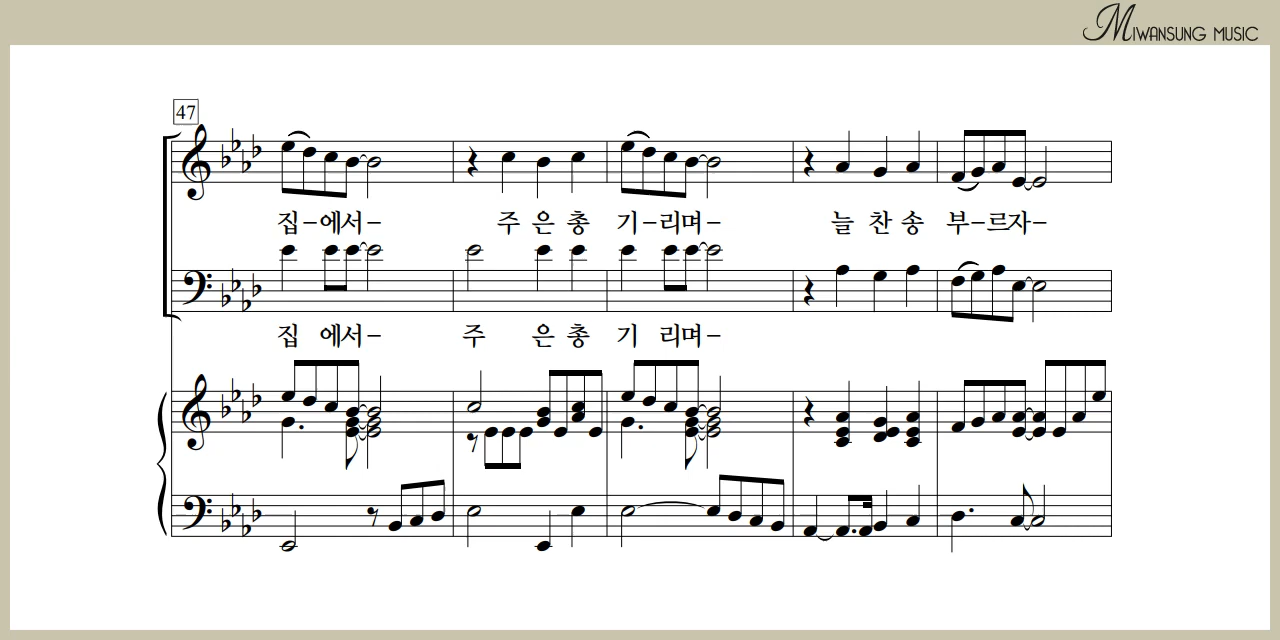 MIWANSUNG MUSIC
47
집-에서- 주 은 총 기-리며- 늘 찬 송 부-르자-
집 에서- 주 은 총 기 리며-